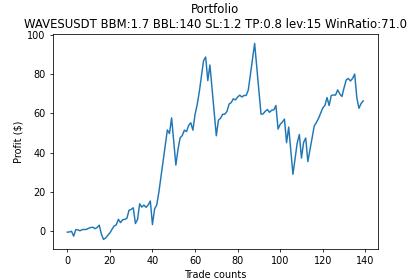 Portfolio
WAVESUSDT BBM:1.7 BBL:140 SL:1.2 TP:0.8 lev:15 WinRatio:71.0
100
80
60
40
20
0
Profit ($)
0 20 40 60 80 100 120 140
Trade counts